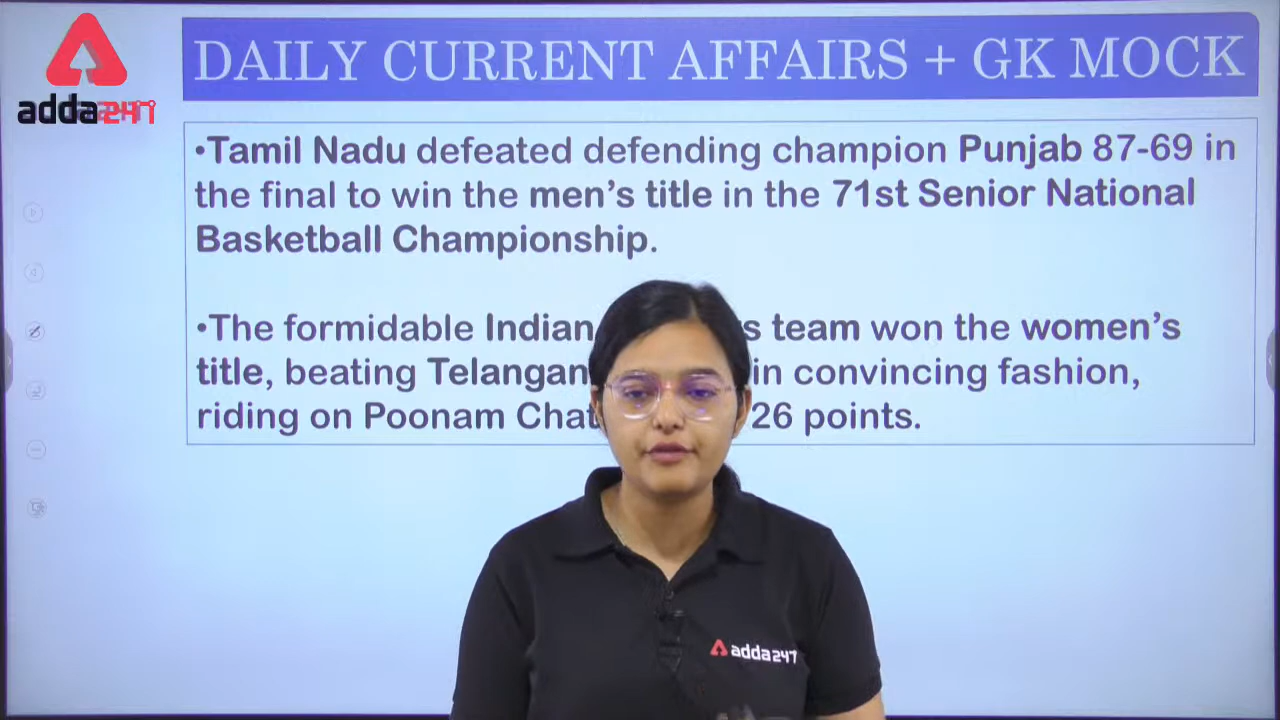 adda247
DAILY CURRENT AFFAIRS + GK MOCK
•Tamil Nadu defeated defending champion Punjab 87-69 in
the final to win the men’s title in the 71st Senior National
Basketball Championship.
•The formidable Indian s team won the women’s
title, beating in convincing fashion,
riding on Poonam 26 points.
adda247